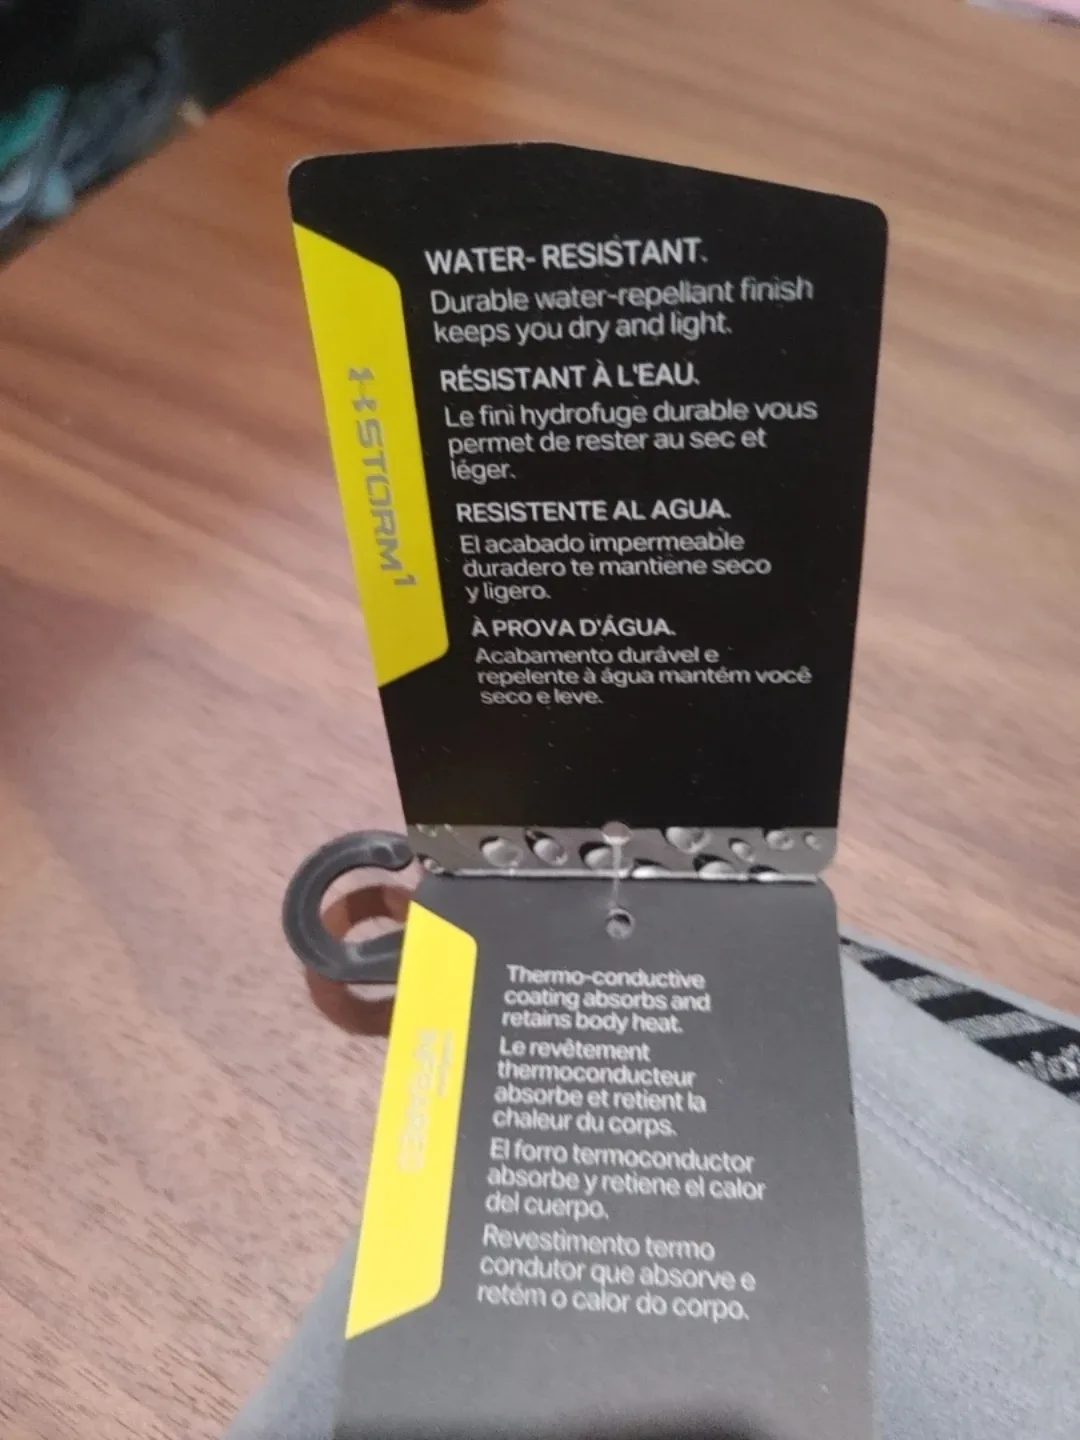 WATER- RESISTANT.
Durable water-repellant finish
keeps you dry and light.
RÉSISTANT À L'EAU.
Le fini hydrofuge durable vous
permet de rester au sec et
léger.
RESISTENTE AL AGUA.
El acabado impermeable
duradero te mantiene seco
y ligero.
À PROVA D'ÁGUA.
Acabamento durável e
repelente à água mantém você
seco e leve.
STORM1
Thermo-conductive
coating absorbs and
retains body heat.
Le revêtement
thermoconducteur
absorbe et retient la
chaleur du corps.
El forro termoconductor
absorbe y retiene el calor
del cuerpo.
Revestimento termo
condutor que absorve e
retém o calor do corpo.
INFRARED